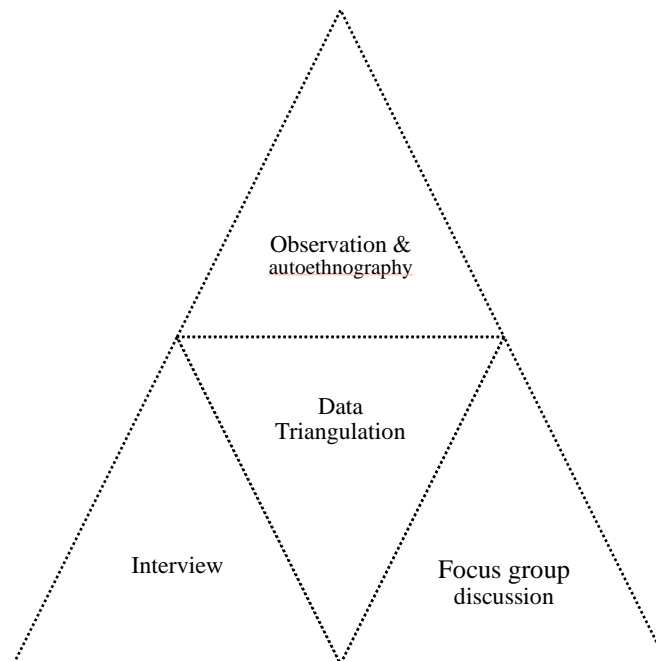 Observation &
autoethnography
Data
Triangulation
Interview
Focus group
discussion